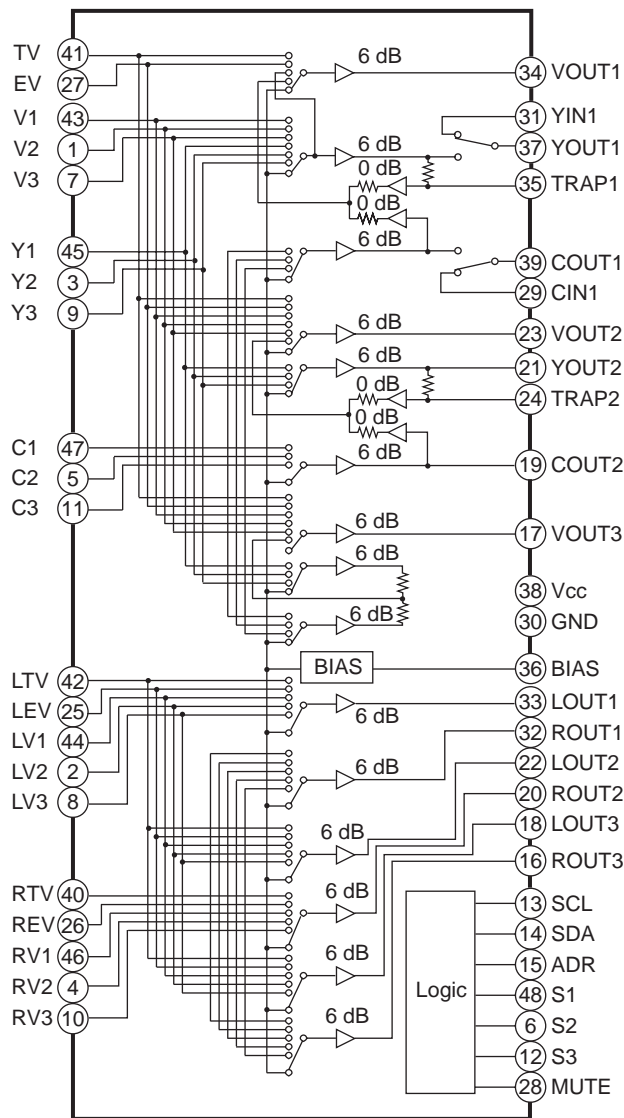 TV 41
EV 27
V1 43
V2 1
V3 7
Y1 45
Y2 3
Y3 9
C1 47
C2 5
C3 11
LTV 42
LEV 25
LV1 44
LV2 2
LV3 8
RTV 40
REV 26
RV1 46
RV2 4
RV3 10
6 dB
6 dB
0 dB
0 dB
6 dB
6 dB
6 dB
0 dB
0 dB
6 dB
6 dB
6 dB
6 dB
BIAS
6 dB
6 dB
6 dB
6 dB
6 dB
6 dB
Logic
34 VOUT1
31 YIN1
37 YOUT1
35 TRAP1
39 COUT1
29 CIN1
23 VOUT2
21 YOUT2
24 TRAP2
19 COUT2
17 VOUT3
38 Vcc
30 GND
36 BIAS
33 LOUT1
32 ROUT1
22 LOUT2
20 ROUT2
18 LOUT3
16 ROUT3
13 SCL
14 SDA
15 ADR
48 S1
6 S2
12 S3
28 MUTE